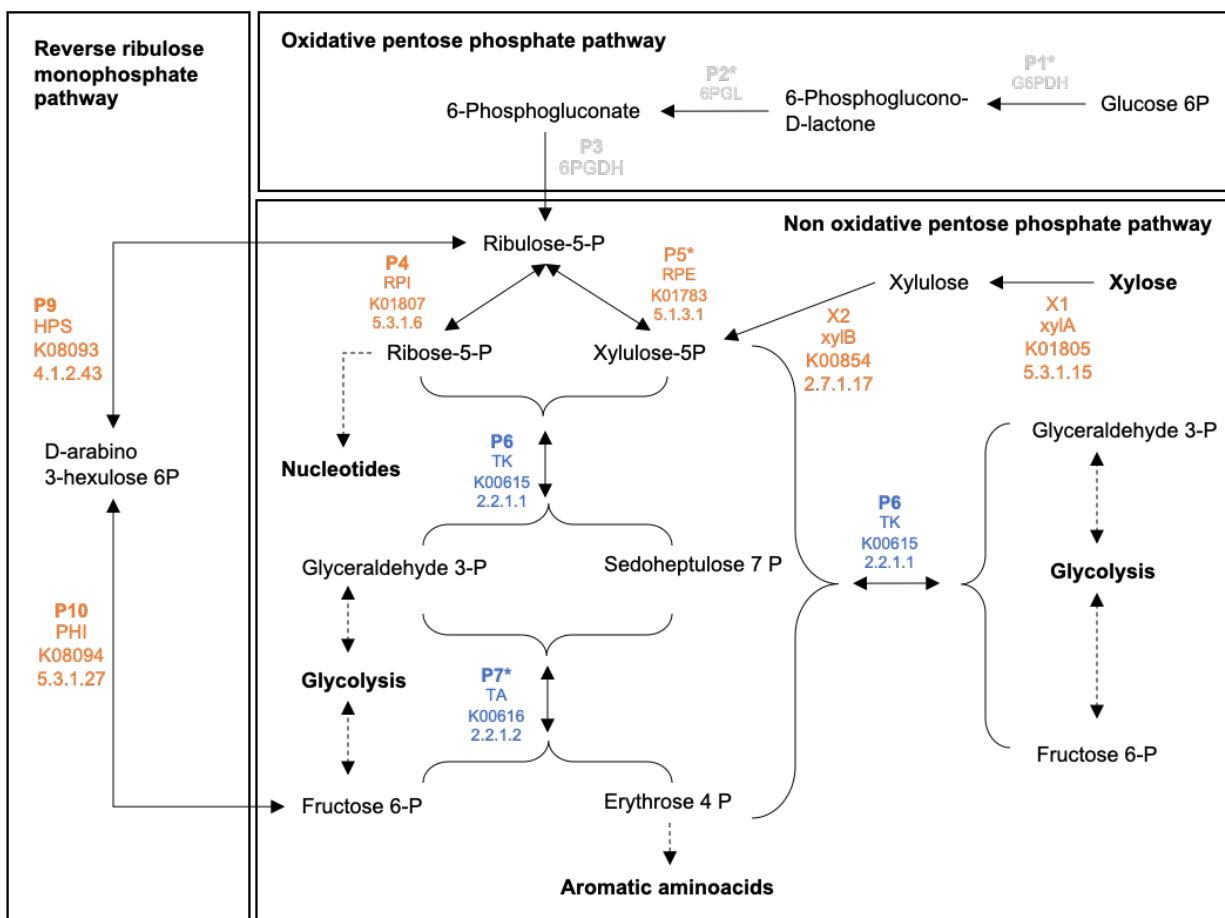 Reverse ribulose
monophosphate
pathway
Oxidative pentose phosphate pathway
P2*
6PGL
P1*
G6PDH
6-Phosphogluconate
6-Phosphoglucono-
D-lactone
Glucose 6P
P3
6PGDH
Non oxidative pentose phosphate pathway
Ribulose-5-P
P4
RPI
K01807
5.3.1.6
P5*
RPE
K01783
5.1.3.1
Xylulose
Xylose
X2
xylB
K00854
2.7.1.17
X1
xylA
K01805
5.3.1.15
P9
HPS
K08093
4.1.2.43
Ribose-5-P
Xylulose-5P
D-arabino
3-hexulose 6P
Nucleotides
P6
TK
K00615
2.2.1.1
Glyceraldehyde 3-P
P6
TK
K00615
2.2.1.1
Glyceraldehyde 3-P
Sedoheptulose 7 P
Glycolysis
P10
PHI
K08094
5.3.1.27
Glycolysis
P7*
TA
K00616
2.2.1.2
Fructose 6-P
Fructose 6-P
Erythrose 4 P
Aromatic aminoacids